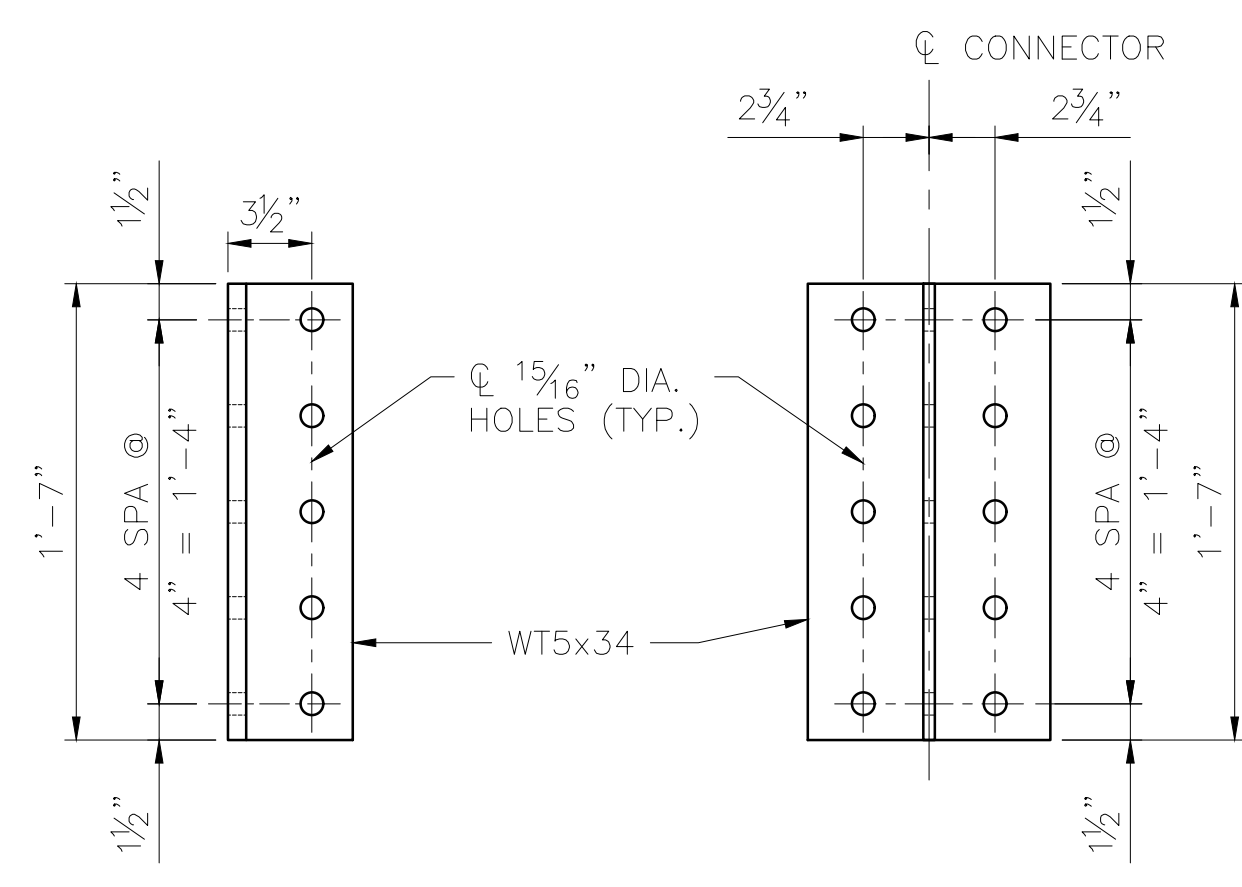 ℄ CONNECTOR
2¾”
2¾”
1½”
3½”
1½”
℄ 15⁄16” DIA.
HOLES (TYP.)
1'-7”
4 SPA @
4” = 1'-4”
4 SPA @
4” = 1'-4”
1'-7”
WT5x34
1½”
1½”